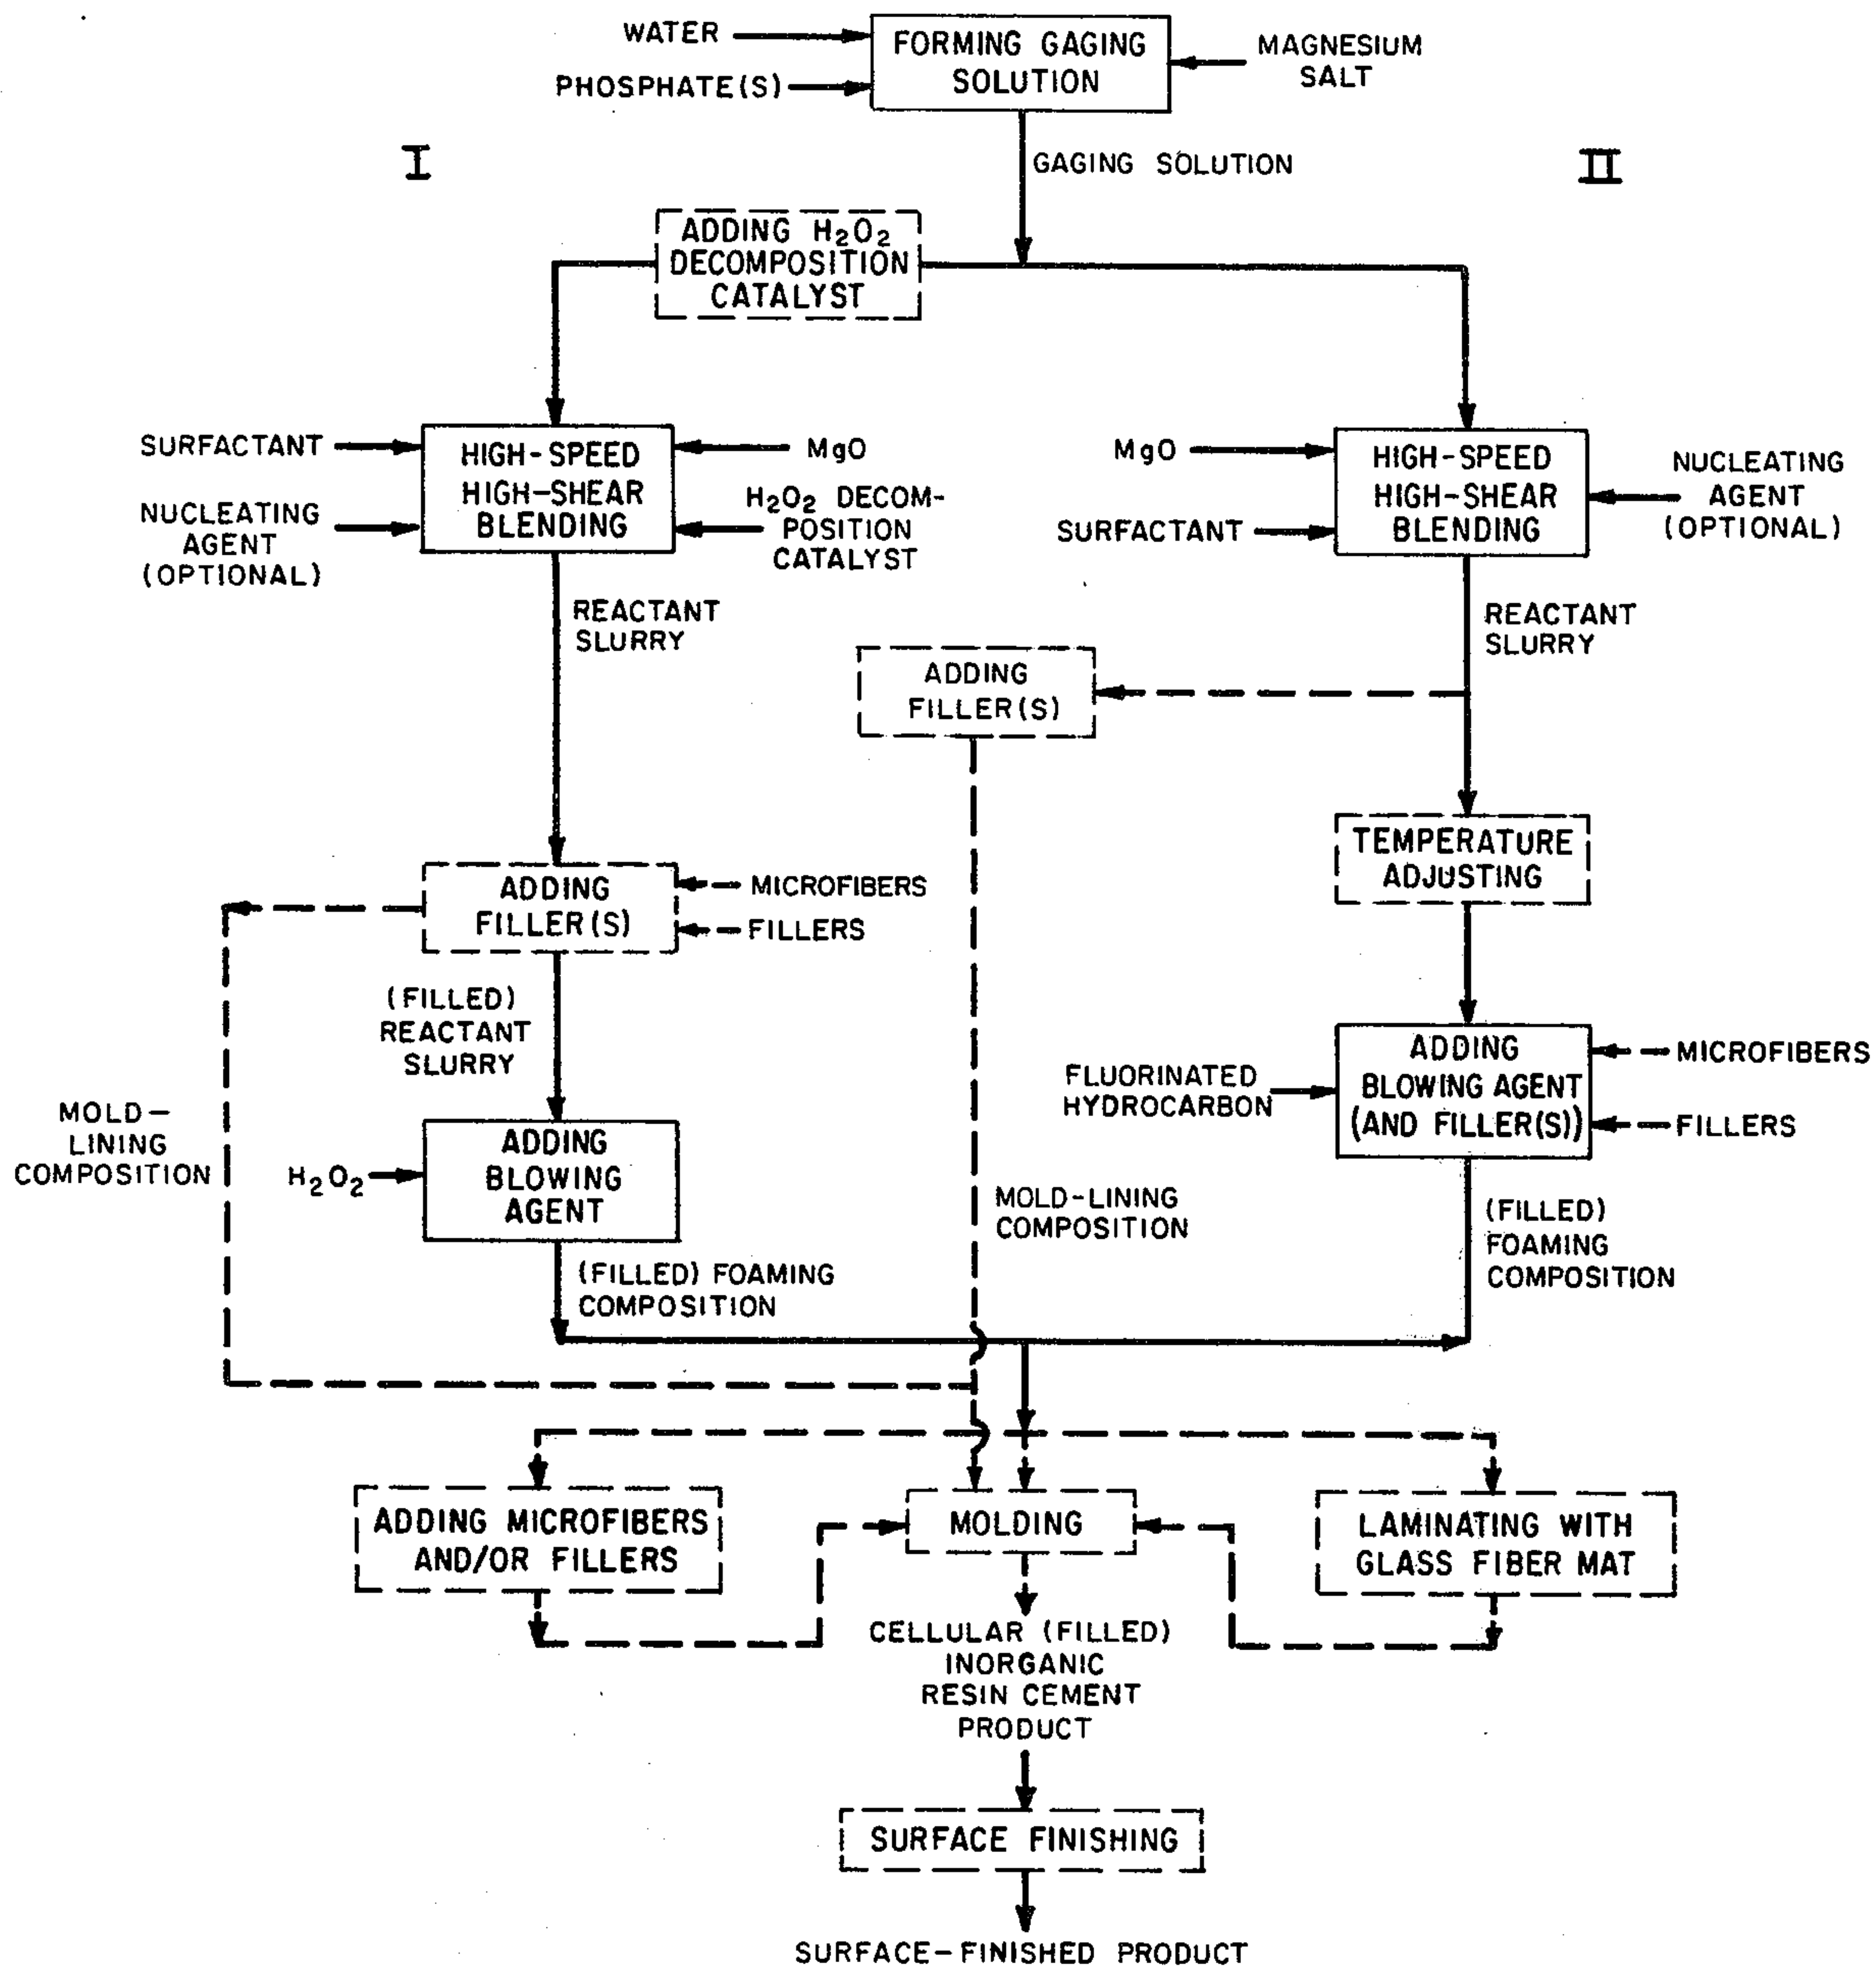 WATER
PHOSPHATE(S)
FORMING GAGING
SOLUTION
MAGNESIUM
SALT
I
GAGING SOLUTION
II
ADDING H₂O₂
DECOMPOSITION
CATALYST
SURFACTANT
NUCLEATING
AGENT
(OPTIONAL)
HIGH-SPEED
HIGH-SHEAR
BLENDING
MgO
H₂O₂ DECOM-
POSITION
CATALYST
MgO
SURFACTANT
HIGH-SPEED
HIGH-SHEAR
BLENDING
NUCLEATING
AGENT
(OPTIONAL)
REACTANT
SLURRY
REACTANT
SLURRY
ADDING
FILLER(S)
TEMPERATURE
ADJUSTING
ADDING
FILLER(S)
MICROFIBERS
FILLERS
(FILLED)
REACTANT
SLURRY
FLUORINATED
HYDROCARBON
ADDING
BLOWING AGENT
(AND FILLER(S))
MICROFIBERS
FILLERS
MOLD-
LINING
COMPOSITION
H₂O₂
ADDING
BLOWING
AGENT
MOLD-LINING
COMPOSITION
(FILLED)
FOAMING
COMPOSITION
(FILLED) FOAMING
COMPOSITION
ADDING MICROFIBERS
AND/OR FILLERS
MOLDING
LAMINATING WITH
GLASS FIBER MAT
CELLULAR (FILLED)
INORGANIC
RESIN CEMENT
PRODUCT
SURFACE FINISHING
SURFACE-FINISHED PRODUCT